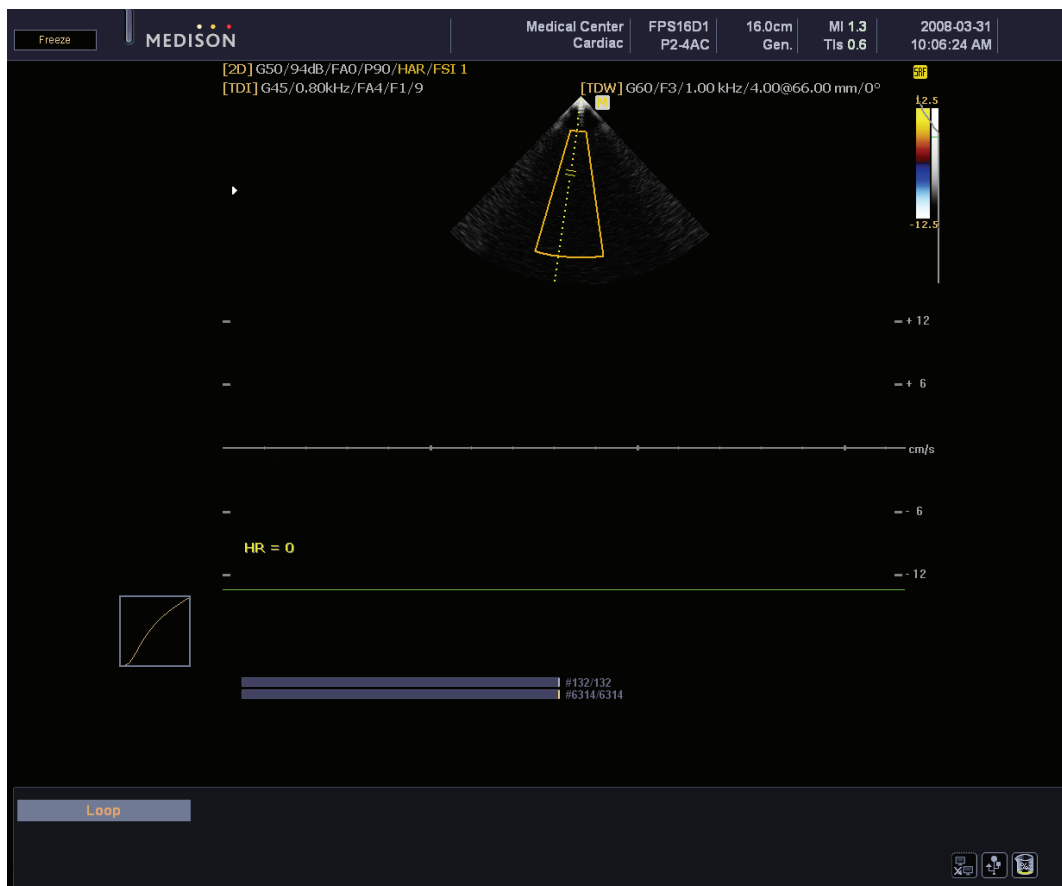 Freeze
MEDISON
Medical Center
Cardiac
FPS16D1
P2-4AC
16.0cm
Gen.
MI 1.3
TIs 0.6
2008-03-31
10:06:24 AM
[2D] G50/94dB/FA0/P90/HAR/FSI 1
[TDI] G45/0.80kHz/FA4/F1/9
[TDW] G60/F3/1.00 kHz/4.00@66.00 mm/0°
SRF
M
12.5
-12.5
+ 12
+ 6
cm/s
- 6
- 12
HR = 0
#132/132
#6314/6314
Loop